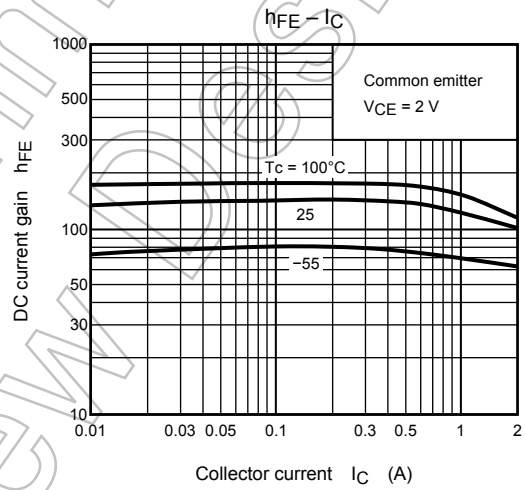 hFE – IC
Common emitter
VCE = 2 V
DC current gain hFE
1000
500
300
100
50
30
10
Tc = 100°C
25
−55
0.01 0.03 0.05 0.1 0.3 0.5 1 2
Collector current IC (A)